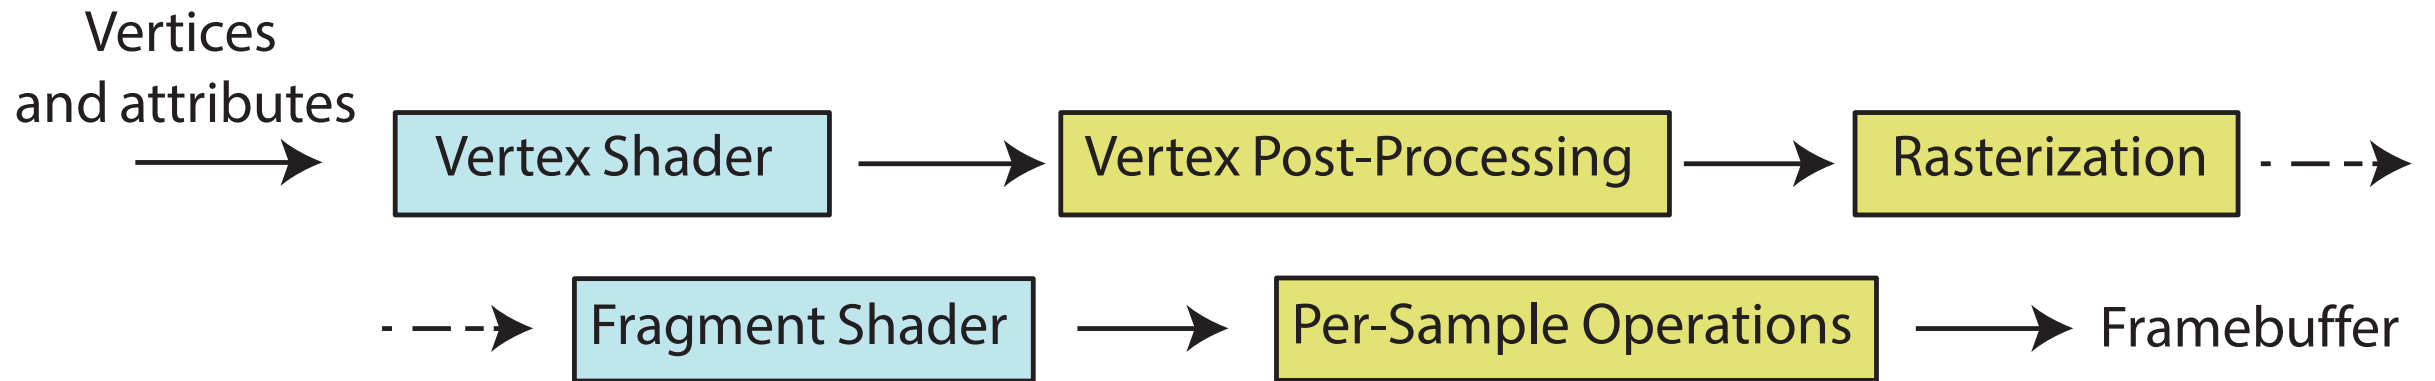 Vertices
and attributes
Vertex Shader
Vertex Post-Processing
Rasterization
Fragment Shader
Per-Sample Operations
Framebuffer